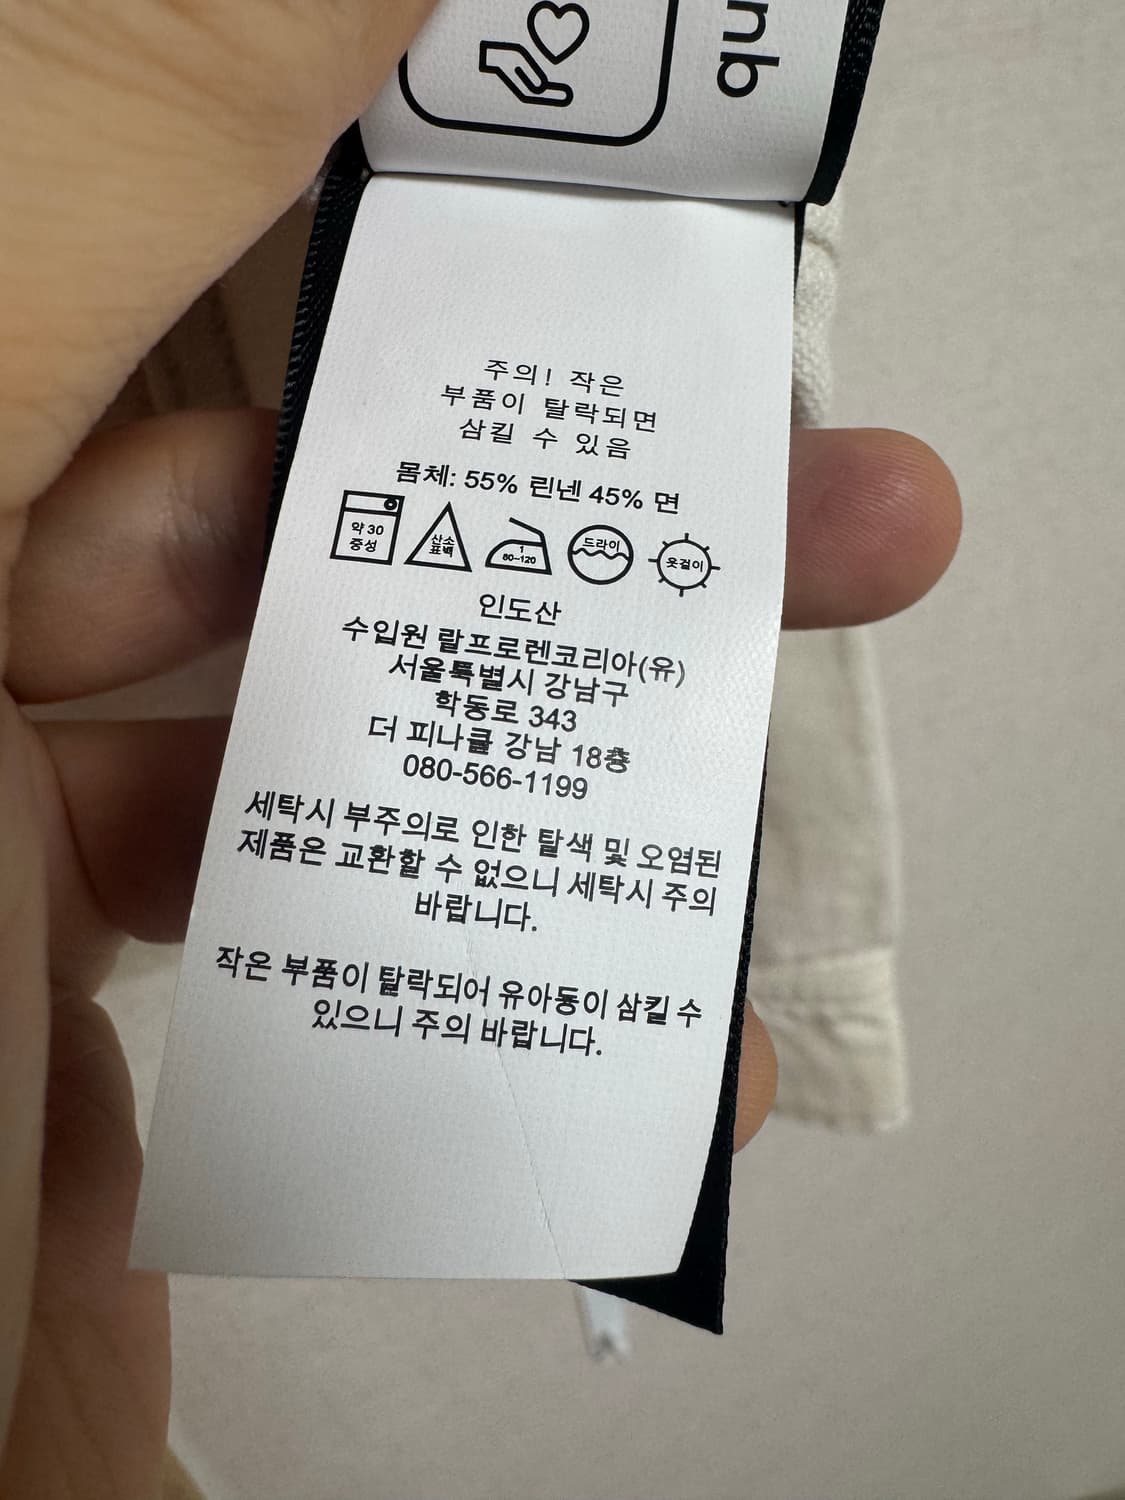 qu
주의! 작은
부품이 탈락되면
삼킬 수 있음
몸체: 55% 린넨 45% 면
약 30
중성
산소
표백
1
80~120
드라이
옷걸이
인도산
수입원 랄프로렌코리아(유)
서울특별시 강남구
학동로 343
더 피나클 강남 18층
080-566-1199
세탁시 부주의로 인한 탈색 및 오염된
제품은 교환할 수 없으니 세탁시 주의
바랍니다.
작은 부품이 탈락되어 유아동이 삼킬 수
있으니 주의 바랍니다.